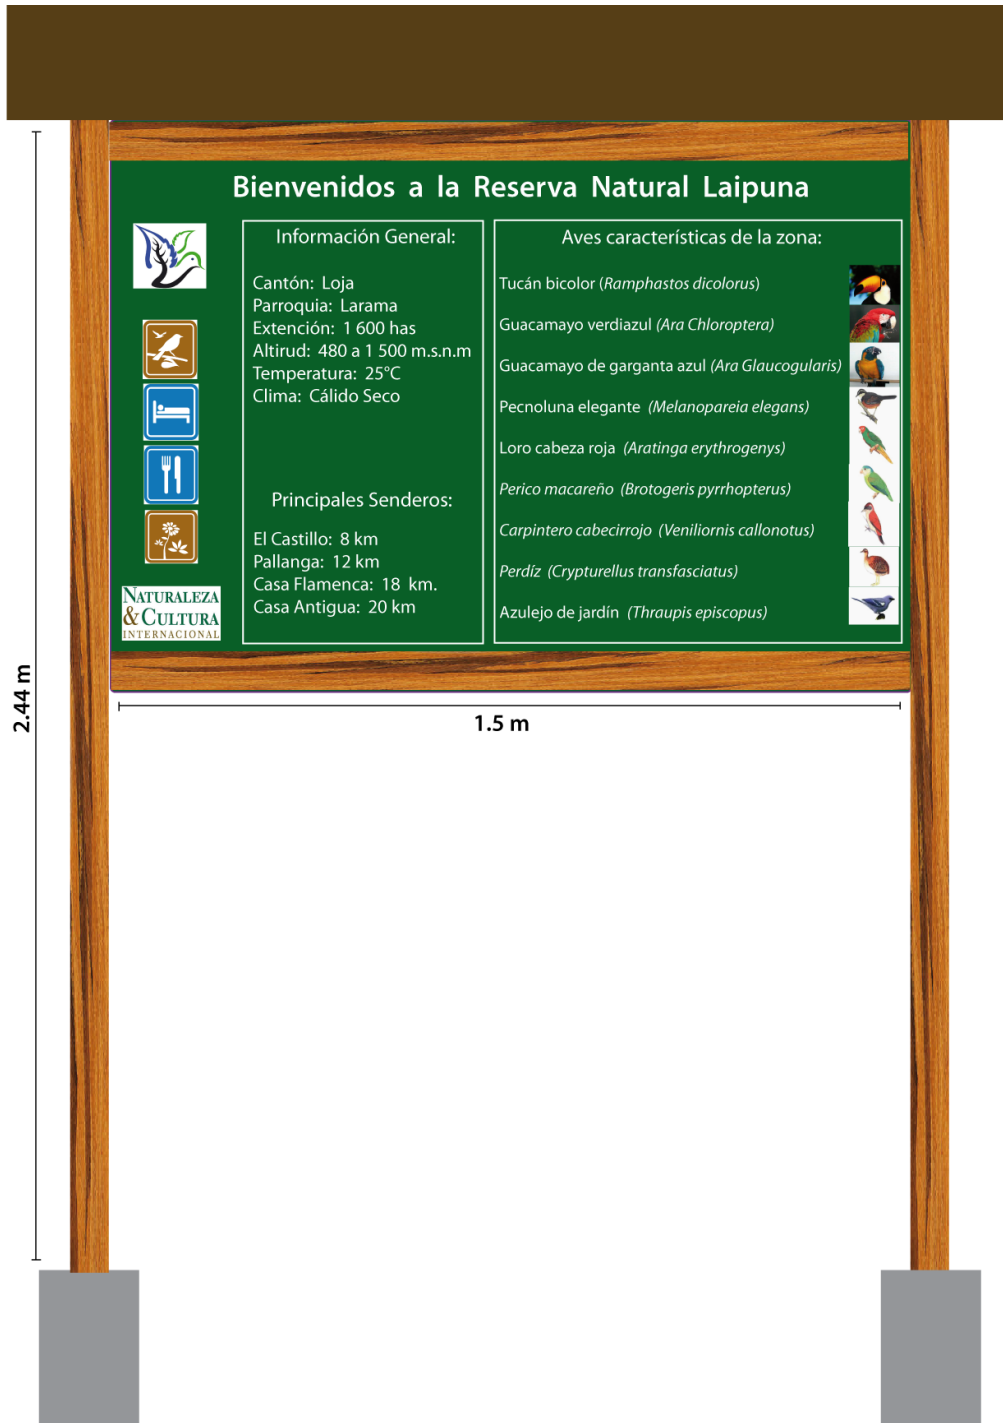 Bienvenidos a la Reserva Natural Laipuna
Información General:
Cantón: Loja
Parroquia: Larama
Extención: 1 600 has
Altirud: 480 a 1 500 m.s.n.m
Temperatura: 25°C
Clima: Cálido Seco
Principales Senderos:
El Castillo: 8 km
Pallanga: 12 km
Casa Flamenca: 18 km.
Casa Antigua: 20 km
Aves características de la zona:
Tucán bicolor (Ramphastos dicolorus)
Guacamayo verdiazul (Ara Chloroptera)
Guacamayo de garganta azul (Ara Glaucogularis)
Pecnoluna elegante (Melanopareia elegans)
Loro cabeza roja (Aratinga erythrogenys)
Perico macareño (Brotogeris pyrrhopterus)
Carpintero cabecirrojo (Veniliornis callonotus)
Perdíz (Crypturellus transfasciatus)
Azulejo de jardín (Thraupis episcopus)
NATURALEZA
& CULTURA
INTERNACIONAL
2.44 m
1.5 m